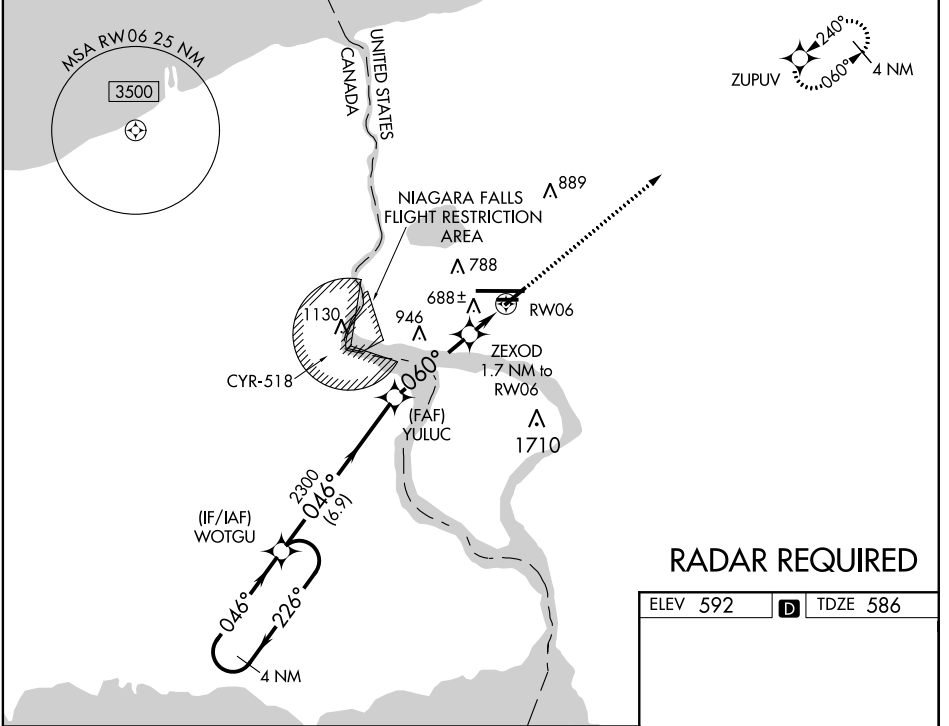 MSA RW06 25 NM
3500
UNITED STATES
CANADA
240°
060°
ZUPUV
4 NM
889
NIAGARA FALLS
FLIGHT RESTRICTION
AREA
788
688±
RW06
1130
946
ZEXOD
1.7 NM to
RW06
CYR-518
060°
(FAF)
YULUC
1710
2300
046°
(6.9)
(IF/IAF)
WOTGU
046°
226°
4 NM
RADAR REQUIRED
ELEV 592 D TDZE 586